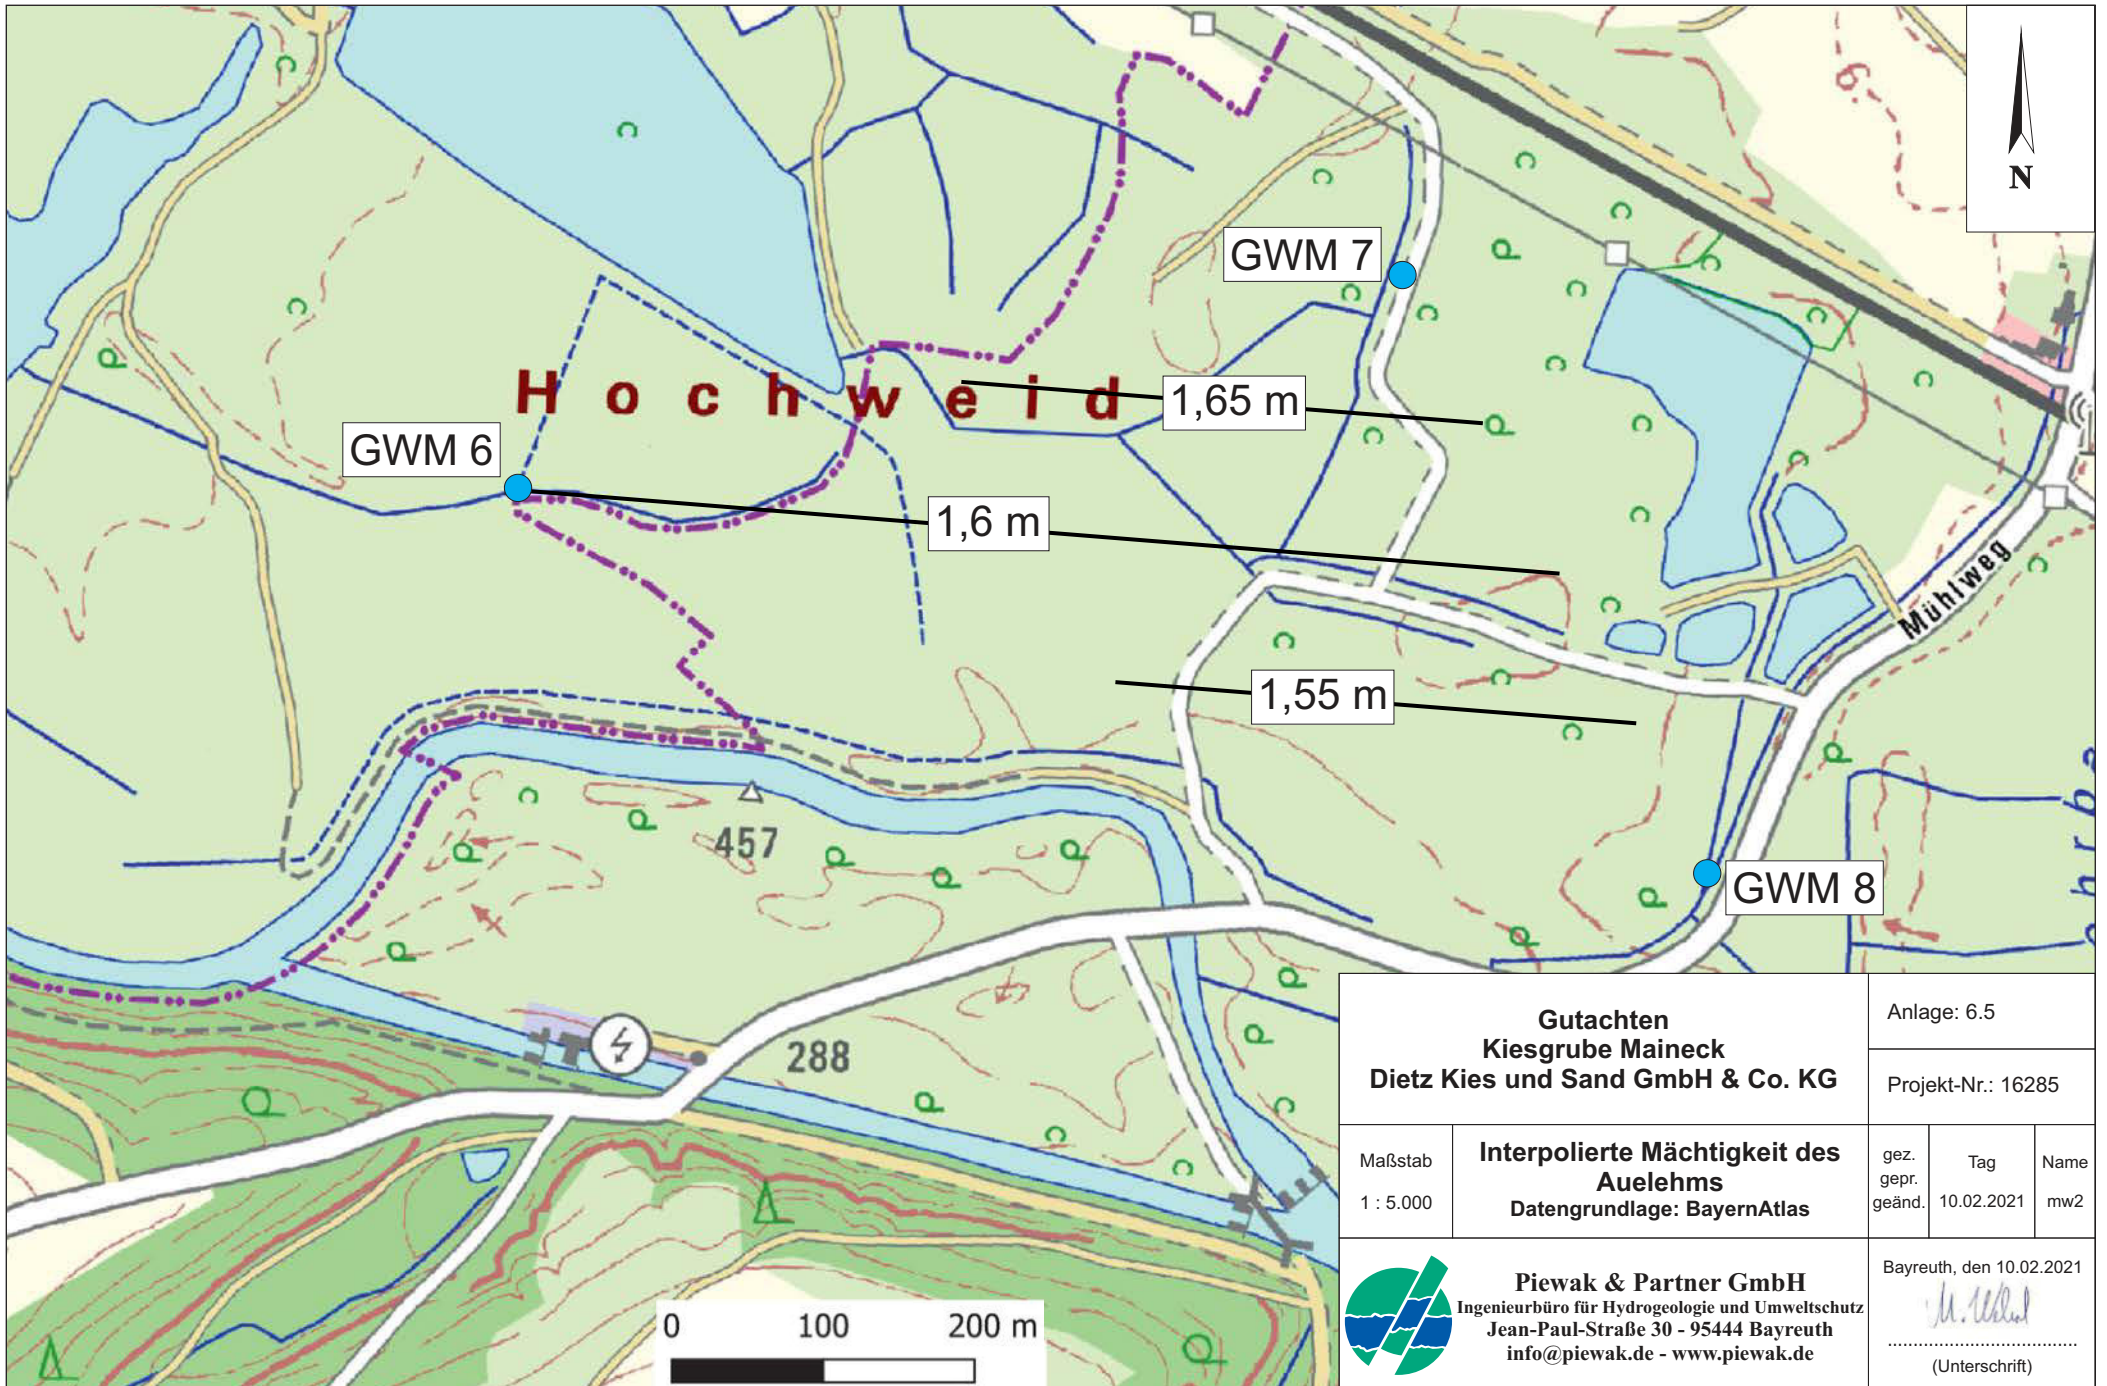 N
GWM 7
Hochweid
1,65 m
GWM 6
1,6 m
Mühlweg
1,55 m
457
GWM 8
288
0 100 200 m
Gutachten
Kiesgrube Maineck
Dietz Kies und Sand GmbH & Co. KG
Anlage: 6.5
Projekt-Nr.: 16285
Maßstab
1 : 5.000
Interpolierte Mächtigkeit des
Auelehms
Datengrundlage: BayernAtlas
gez.
gepr.
geänd.
Tag
10.02.2021
Name
mw2
Piewak & Partner GmbH
Ingenieurbüro für Hydrogeologie und Umweltschutz
Jean-Paul-Straße 30 - 95444 Bayreuth
info@piewak.de - www.piewak.de
Bayreuth, den 10.02.2021
(Unterschrift)